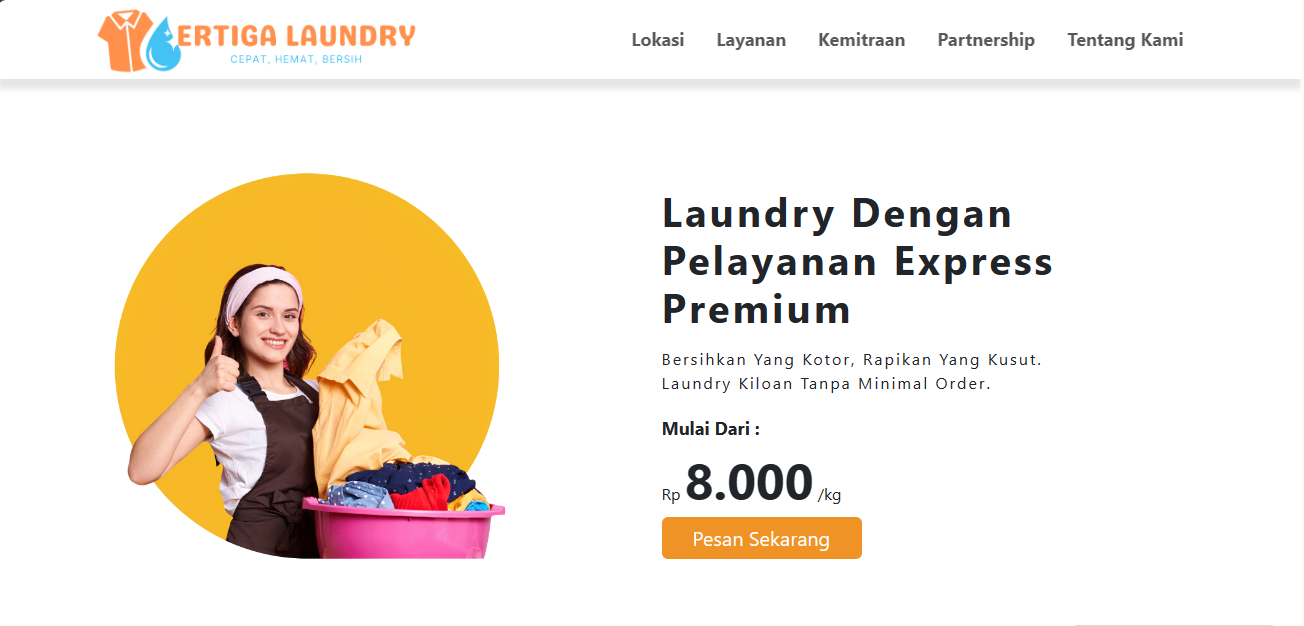 ERTIGA LAUNDRY
CEPAT, HEMAT, BERSIH
Lokasi Layanan Kemitraan Partnership Tentang Kami
Laundry Dengan
Pelayanan Express
Premium
Bersihkan Yang Kotor, Rapikan Yang Kusut.
Laundry Kiloan Tanpa Minimal Order.
Mulai Dari :
Rp 8.000 /kg
Pesan Sekarang